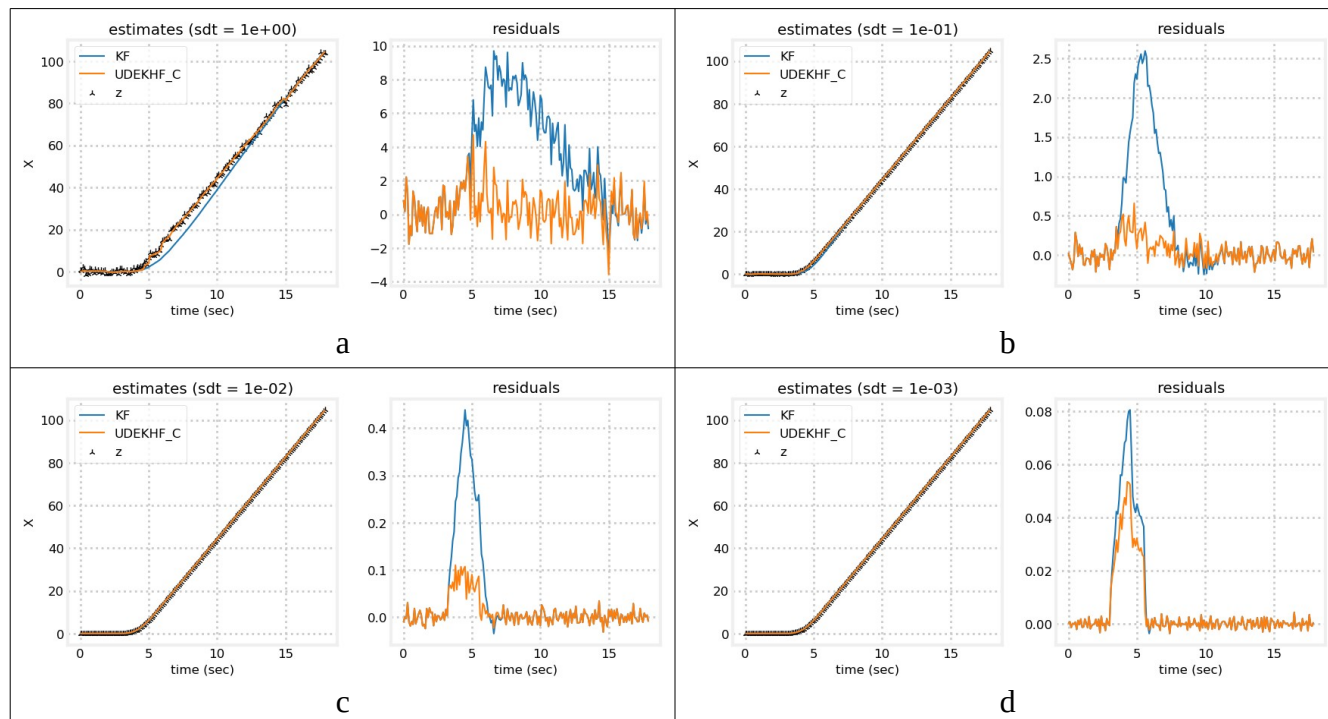 estimates (sdt = 1e+00)
KF
UDEKHF_C
z
100
80
60
40
20
0
X
0
5
10
15
time (sec)
residuals
10
8
6
4
2
0
−2
−4
0
5
10
15
time (sec)
a
estimates (sdt = 1e-01)
KF
UDEKHF_C
z
100
80
60
40
20
0
X
0
5
10
15
time (sec)
residuals
2.5
2.0
1.5
1.0
0.5
0.0
0
5
10
15
time (sec)
b
estimates (sdt = 1e-02)
KF
UDEKHF_C
z
100
80
60
40
20
0
X
0
5
10
15
time (sec)
residuals
0.4
0.3
0.2
0.1
0.0
0
5
10
15
time (sec)
c
estimates (sdt = 1e-03)
KF
UDEKHF_C
z
100
80
60
40
20
0
X
0
5
10
15
time (sec)
residuals
0.08
0.06
0.04
0.02
0.00
0
5
10
15
time (sec)
d